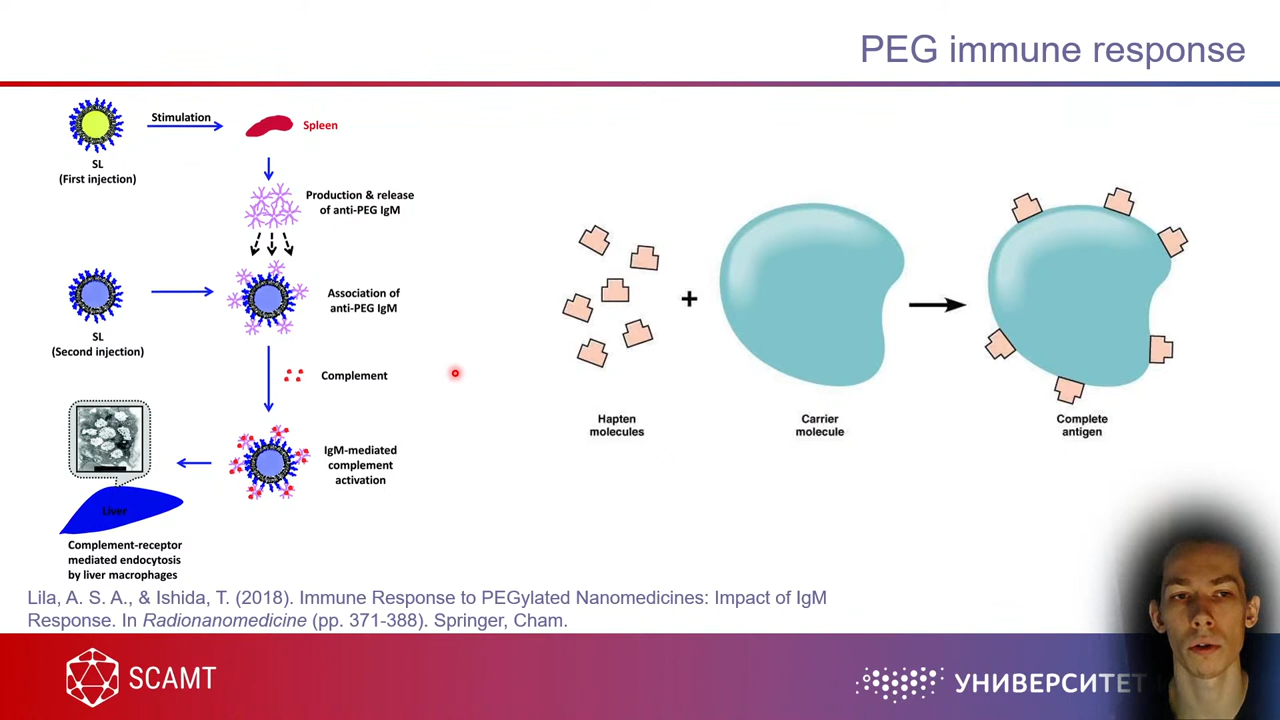 PEG immune response
Stimulation
Spleen
SL
(First injection)
Production & release
of anti-PEG IgM
Association of
anti-PEG IgM
SL
(Second injection)
Complement
IgM-mediated
complement
activation
Liver
Complement-receptor
mediated endocytosis
by liver macrophages
Hapten
molecules
+
Carrier
molecule
Complete
antigen
Lila, A. S. A., & Ishida, T. (2018). Immune Response to PEGylated Nanomedicines: Impact of IgM
Response. In Radionanomedicine (pp. 371-388). Springer, Cham.
SCAMT
УНИВЕРСИТЕТ